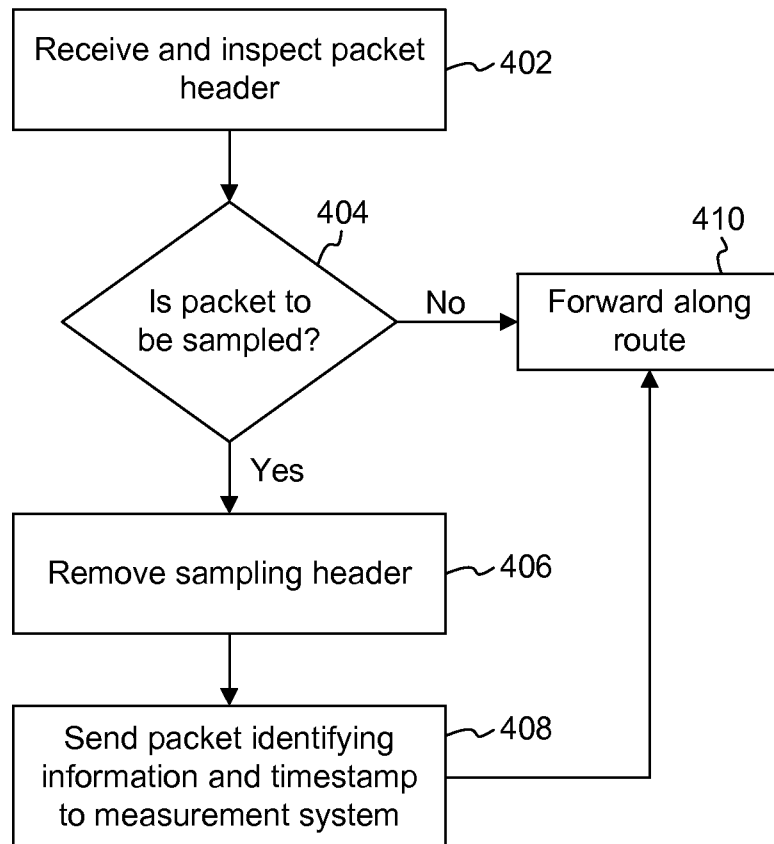 Receive and inspect packet
header
402
404
Is packet to
be sampled?
No
410
Forward along
route
Yes
Remove sampling header
406
Send packet identifying
information and timestamp
to measurement system
408